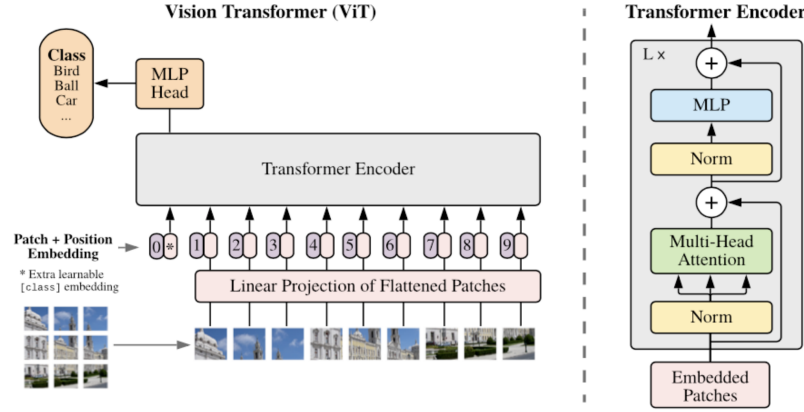 Vision Transformer (ViT)
Class
Bird
Ball
Car
...
MLP
Head
Transformer Encoder
Patch + Position
Embedding
0 * 1 2 3 4 5 6 7 8 9
* Extra learnable
[class] embedding
Linear Projection of Flattened Patches
Transformer Encoder
L x
+
MLP
Norm
+
Multi-Head
Attention
Norm
Embedded
Patches